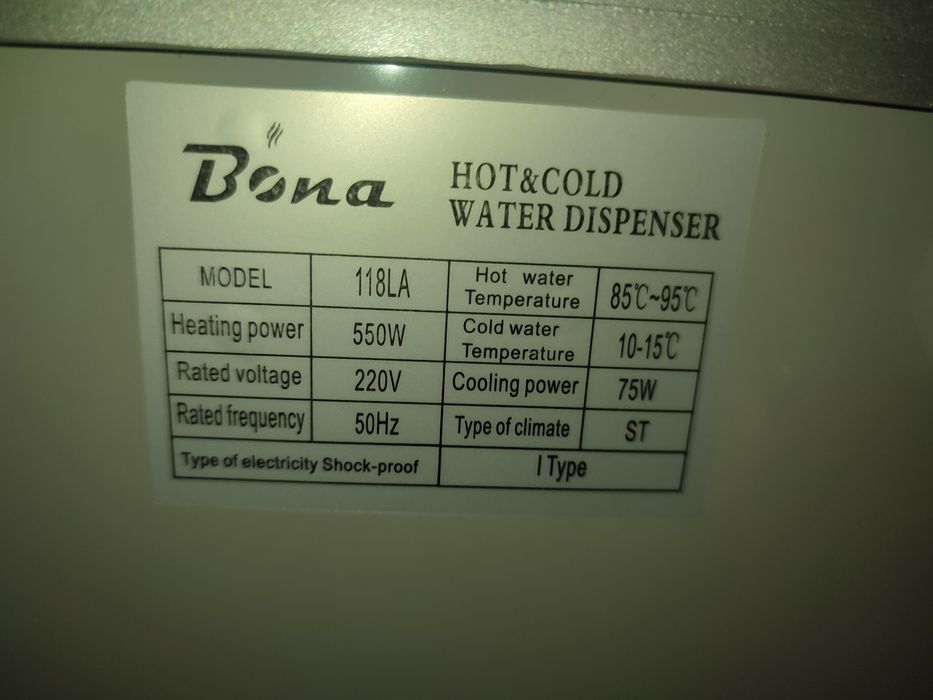 Bona
HOT&COLD
WATER DISPENSER
MODEL 118LA Hot water Temperature 85℃~95℃
Heating power 550W Cold water Temperature 10-15℃
Rated voltage 220V Cooling power 75W
Rated frequency 50Hz Type of climate ST
Type of electricity Shock-proof I Type